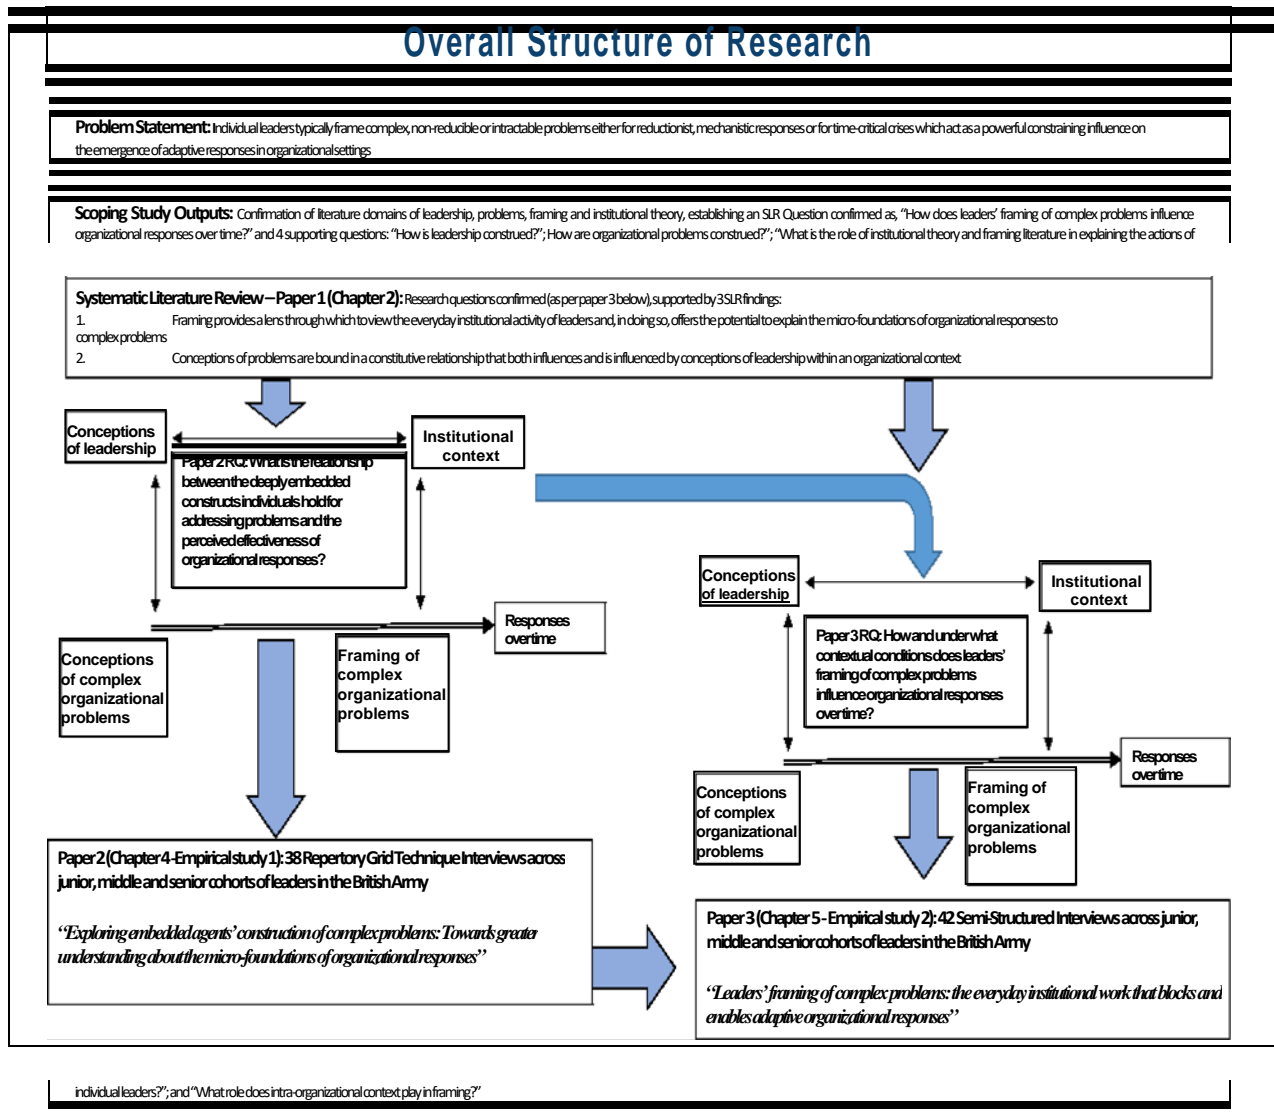 Overall Structure of Research
Problem Statement: Individual leaders typically frame complex, non-reducible or intractable problems either for reductionist, mechanistic responses or for time-critical crises which act as a powerful constraining influence on
the emergence of adaptive responses in organizational settings
Scoping Study Outputs: Confirmation of literature domains of leadership, problems, framing and institutional theory, establishing an SLR Question confirmed as, “How does leaders’ framing of complex problems influence
organizational responses over time?” and 4 supporting questions: “How is leadership construed?”; How are organizational problems construed?”; “What is the role of institutional theory and framing literature in explaining the actions of
Systematic Literature Review – Paper 1 (Chapter 2): Research questions confirmed (as per paper 3 below), supported by 3 SLR findings:
1. Framing provides a lens through which to view the everyday institutional activity of leaders and, in doing so, offers the potential to explain the micro-foundations of organizational responses to
complex problems
2. Conceptions of problems are bound in a constitutive relationship that both influences and is influenced by conceptions of leadership within an organizational context
Conceptions
of leadership
Institutional
context
Paper 2 RQ: What is the relationship
between the deeply embedded
constructs individuals hold for
addressing problems and the
perceived effectiveness of
organizational responses?
Responses
overtime
Conceptions
of complex
organizational
problems
Framing of
complex
organizational
problems
Conceptions
of leadership
Institutional
context
Paper 3 RQ: How and under what
contextual conditions does leaders’
framing of complex problems
influence organizational responses
overtime?
Responses
overtime
Conceptions
of complex
organizational
problems
Framing of
complex
organizational
problems
Paper 2 (Chapter 4 - Empirical study 1): 38 Repertory Grid Technique Interviews across
junior, middle and senior cohorts of leaders in the British Army
“Exploring embedded agents’ construction of complex problems: Towards greater
understanding about the micro-foundations of organizational responses”
Paper 3 (Chapter 5 - Empirical study 2): 42 Semi-Structured Interviews across junior,
middle and senior cohorts of leaders in the British Army
“Leaders’ framing of complex problems: the everyday institutional work that blocks and
enables adaptive organizational responses”
individual leaders?”; and “What role does intra-organizational context play in framing?”